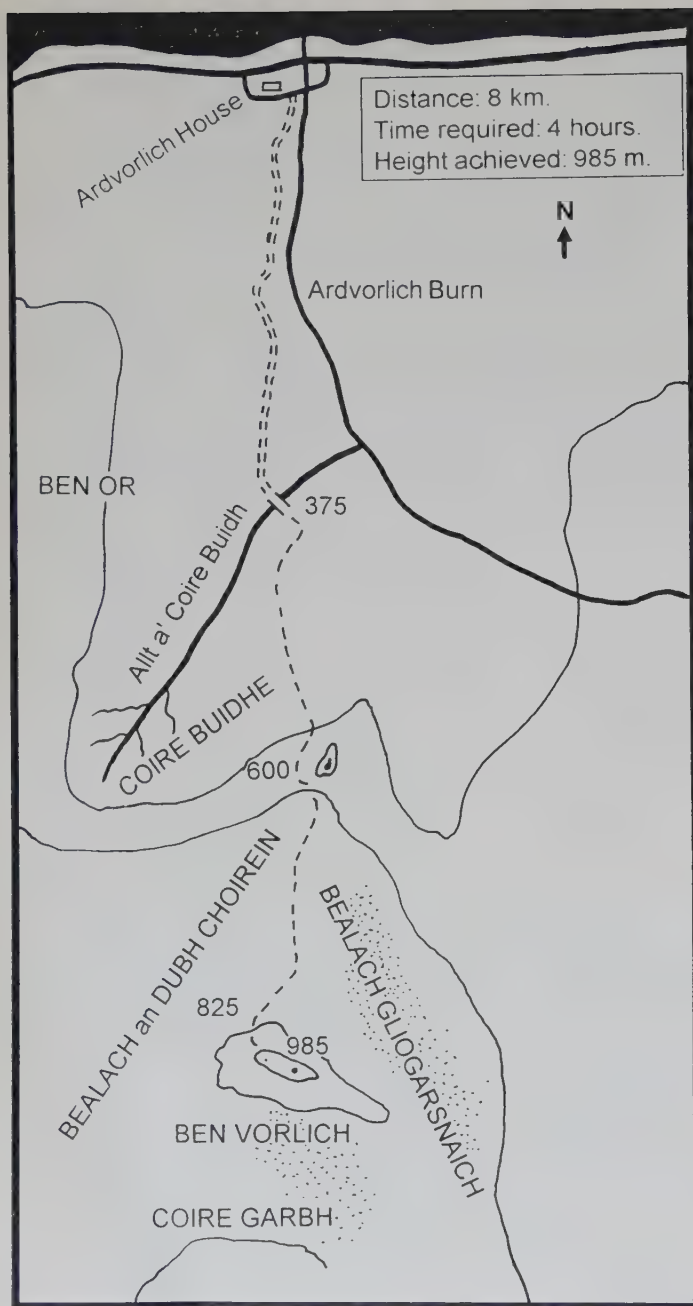 Ardvorlich House
Distance: 8 km.
Time required: 4 hours.
Height achieved: 985 m.
N
Ardvorlich Burn
BEN OR
375
Allt a' Coire Buidh
COIRE BUIDHE
600
BEALACH an DUBH CHOIREIN
BEALACH GLIOGARSNAICH
825
985
BEN VORLICH
COIRE GARBH